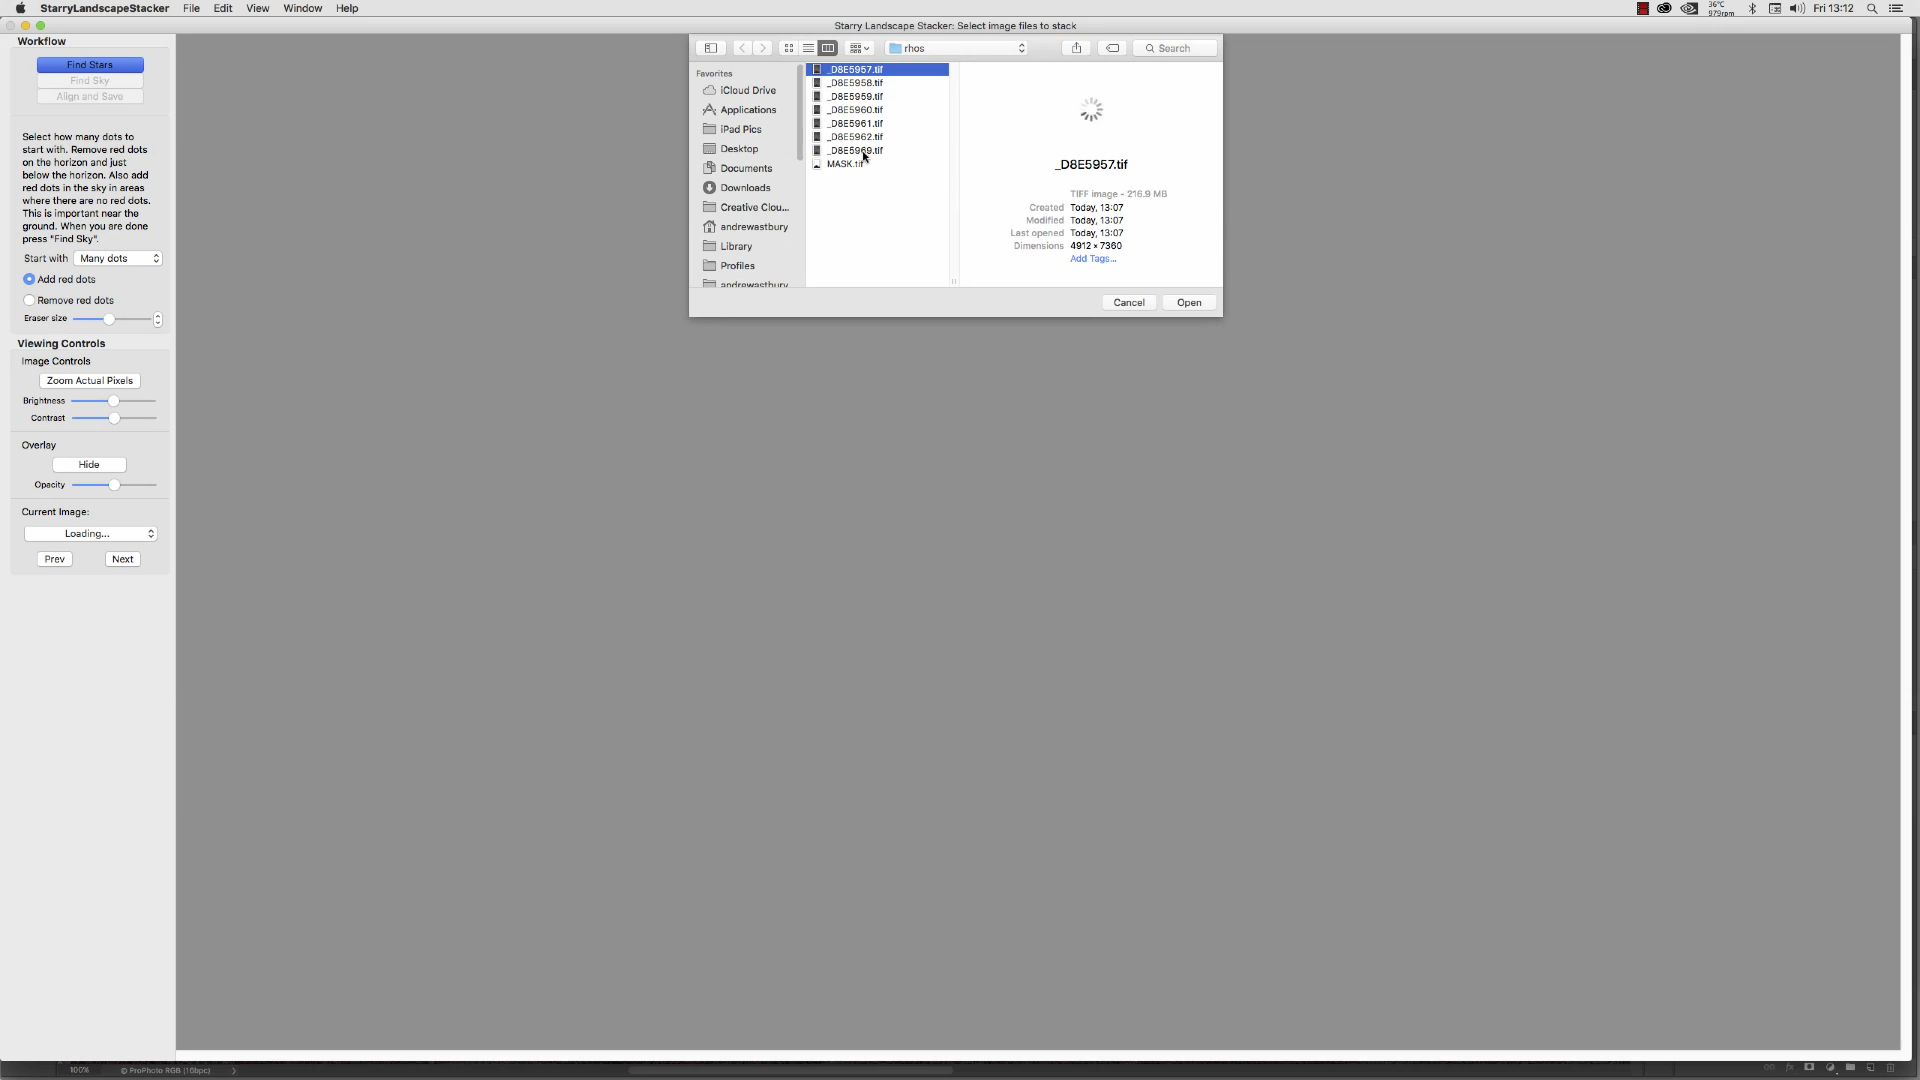 StarryLandscapeStacker File Edit View Window Help
36°C
979rpm
Fri 13:12
Starry Landscape Stacker: Select image files to stack
Workflow
Find Stars
Find Sky
Align and Save
Select how many dots to
start with. Remove red dots
on the horizon and just
below the horizon. Also add
red dots in the sky in areas
where there are no red dots.
This is important near the
ground. When you are done
press "Find Sky".
Start with Many dots
Add red dots
Remove red dots
Eraser size
Viewing Controls
Image Controls
Zoom Actual Pixels
Brightness
Contrast
Overlay
Hide
Opacity
Current Image:
Loading...
Prev Next
rhos
Search
Favorites
iCloud Drive
Applications
iPad Pics
Desktop
Documents
Downloads
Creative Clou...
andrewastbury
Library
Profiles
andrewastbury
_D8E5957.tif
_D8E5958.tif
_D8E5959.tif
_D8E5960.tif
_D8E5961.tif
_D8E5962.tif
_D8E5969.tif
MASK.tif
_D8E5957.tif
TIFF image - 216.9 MB
Created Today, 13:07
Modified Today, 13:07
Last opened Today, 13:07
Dimensions 4912 × 7360
Add Tags...
Cancel Open
100% ProPhoto RGB (16bpc)